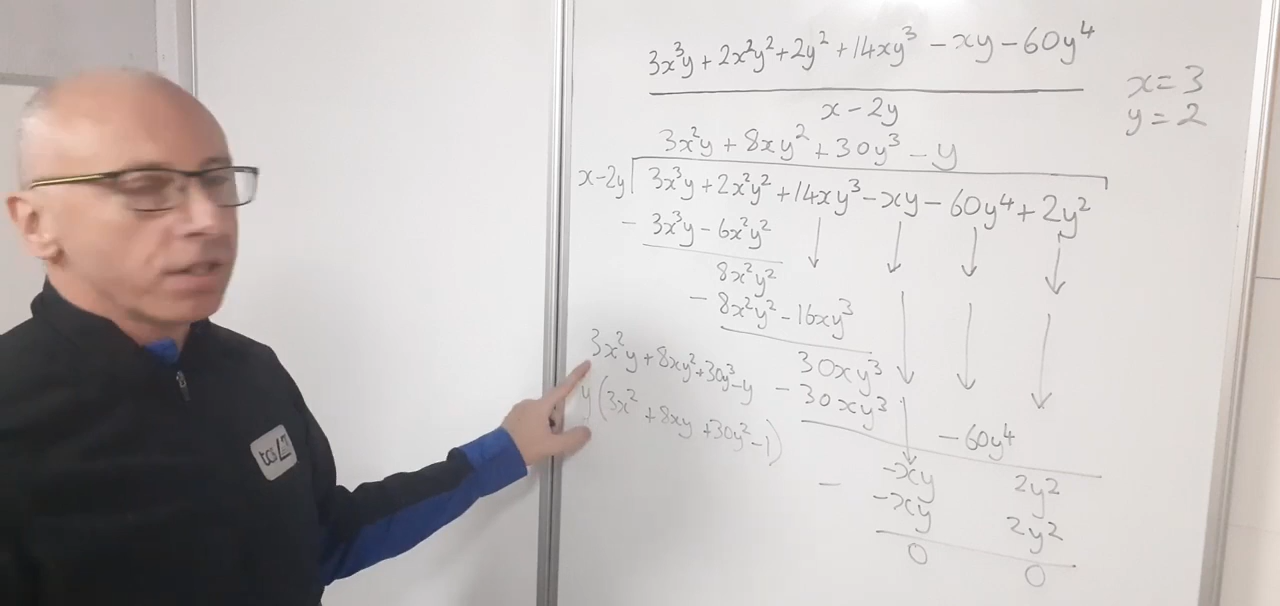 3x³y + 2x²y² + 2y² + 14xy³ - xy - 60y⁴
x - 2y
x = 3
y = 2
3x²y + 8xy² + 30y³ - y
x-2y 3x³y + 2x²y² + 14xy³ - xy - 60y⁴ + 2y²
- 3x³y - 6x²y²
8x²y²
- 8x²y² - 16xy³
30xy³
- 30xy³ - 60y⁴
-xy 2y²
- -xy 2y²
0 0
3x²y + 8xy² + 30y³ - y
y(3x² + 8xy + 30y² - 1)